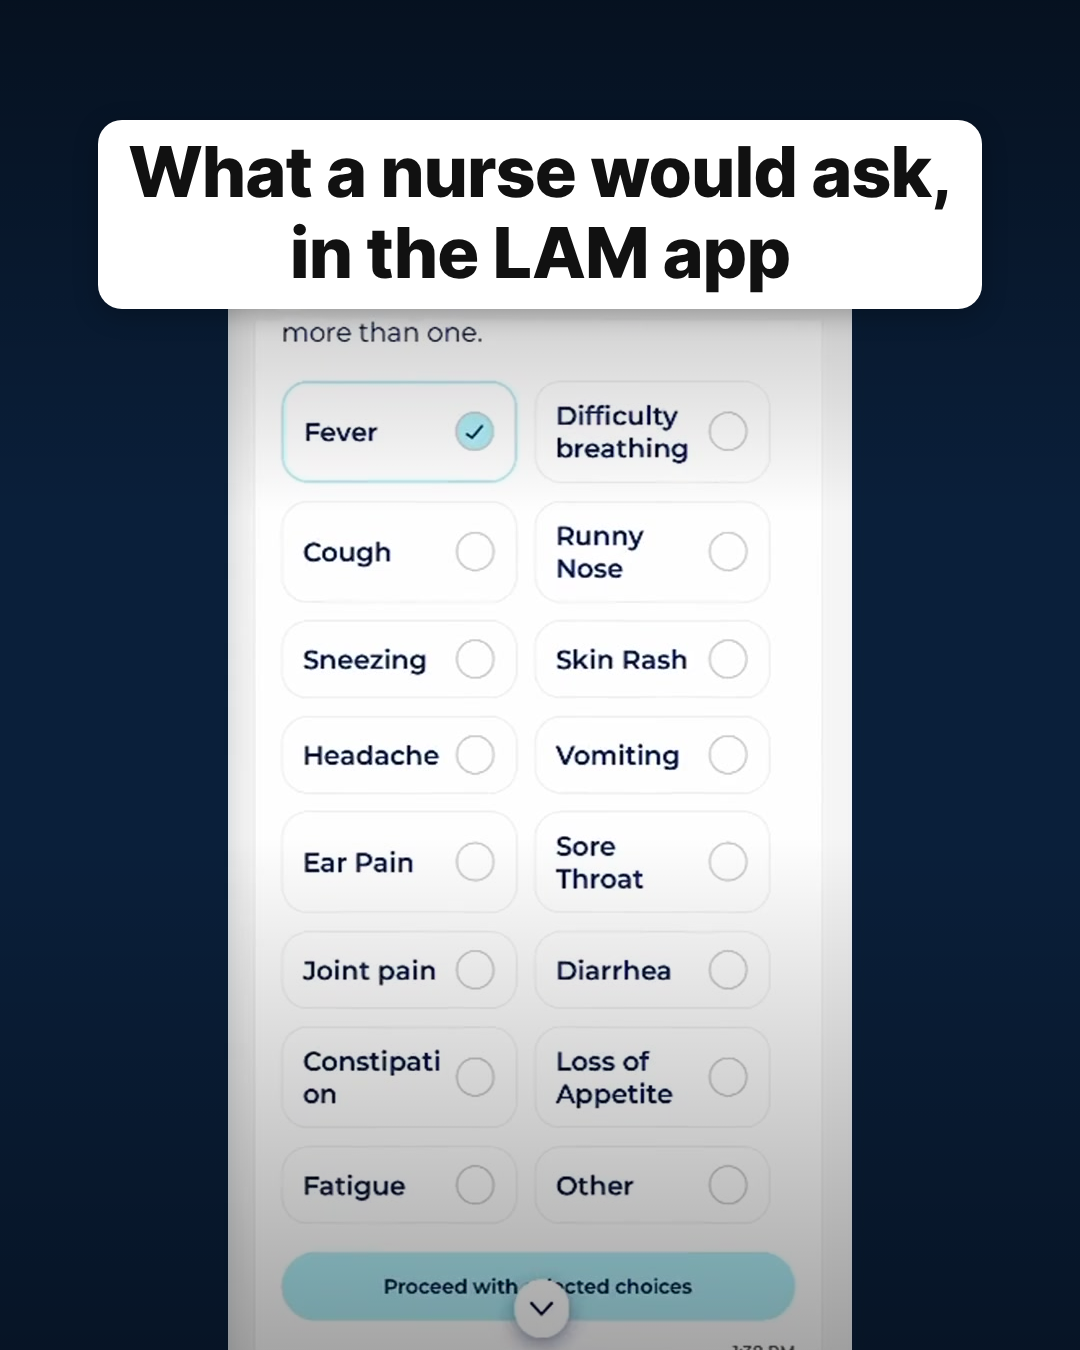 What a nurse would ask,
in the LAM app
more than one.
Fever
Difficulty
breathing
Cough
Runny
Nose
Sneezing
Skin Rash
Headache
Vomiting
Ear Pain
Sore
Throat
Joint pain
Diarrhea
Constipati
on
Loss of
Appetite
Fatigue
Other
Proceed with choices